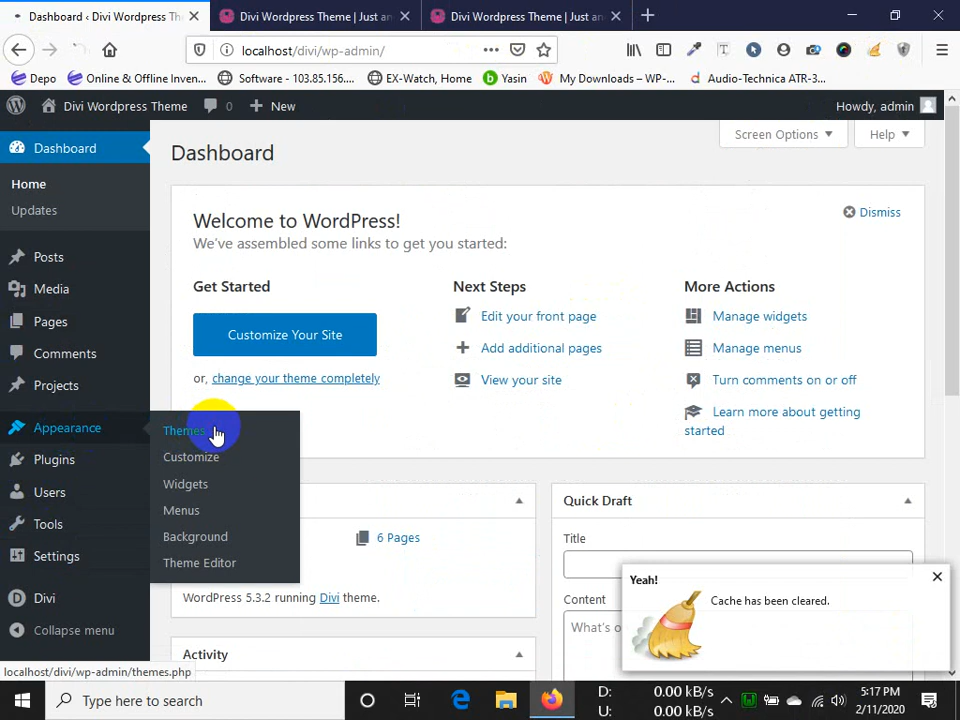 Dashboard ‹ Divi Wordpress Th
Divi Wordpress Theme | Just an
Divi Wordpress Theme | Just an
localhost/divi/wp-admin/
Depo
Online & Offline Inven...
Software - 103.85.156....
EX-Watch, Home
Yasin
My Downloads – WP-...
Audio-Technica ATR-3...
Divi Wordpress Theme
0
New
Howdy, admin
Dashboard
Home
Updates
Posts
Media
Pages
Comments
Projects
Appearance
Plugins
Users
Tools
Settings
Divi
Collapse menu
Themes
Customize
Widgets
Menus
Background
Theme Editor
Screen Options
Help
Dashboard
Welcome to WordPress!
We've assembled some links to get you started:
Dismiss
Get Started
Customize Your Site
or, change your theme completely
Next Steps
Edit your front page
Add additional pages
View your site
More Actions
Manage widgets
Manage menus
Turn comments on or off
Learn more about getting
started
6 Pages
WordPress 5.3.2 running Divi theme.
Activity
Quick Draft
Title
Content
What's o
Yeah!
Cache has been cleared.
localhost/divi/wp-admin/themes.php
Type here to search
D: 0.00 kB/s
U: 0.00 kB/s
5:17 PM
2/11/2020